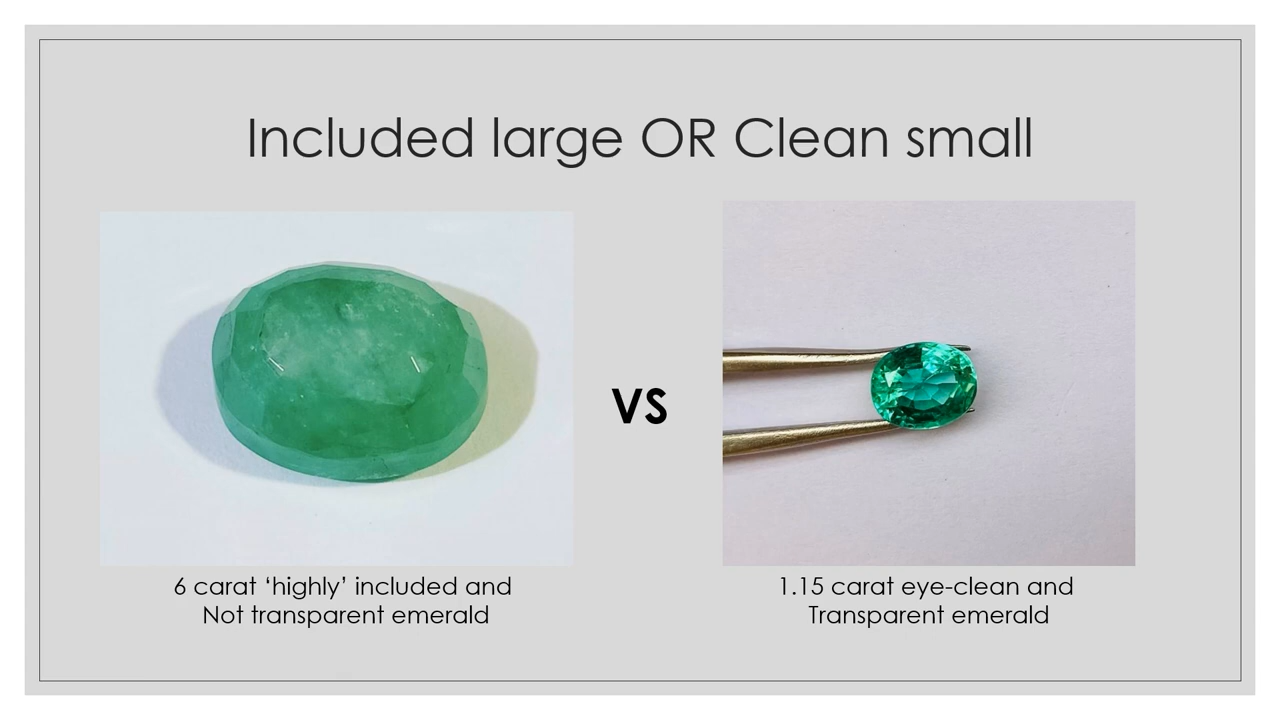 Included large OR Clean small
VS
6 carat ‘highly’ included and
Not transparent emerald
1.15 carat eye-clean and
Transparent emerald